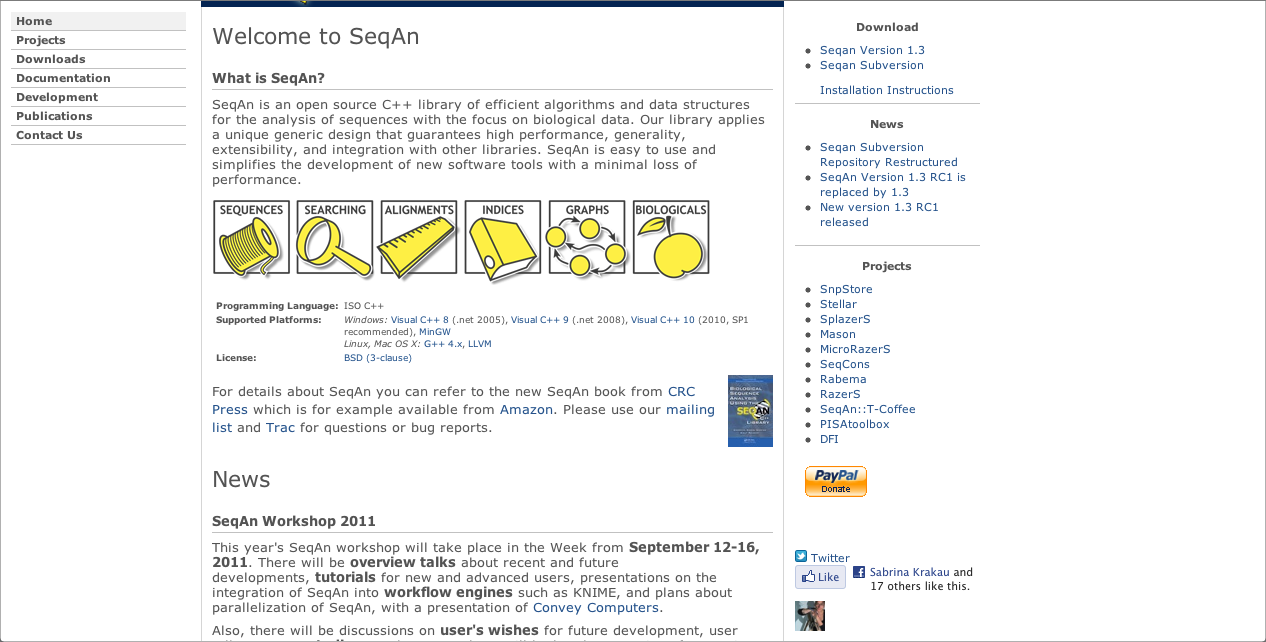 Home
Projects
Downloads
Documentation
Development
Publications
Contact Us
Welcome to SeqAn
What is SeqAn?
SeqAn is an open source C++ library of efficient algorithms and data structures
for the analysis of sequences with the focus on biological data. Our library applies
a unique generic design that guarantees high performance, generality,
extensibility, and integration with other libraries. SeqAn is easy to use and
simplifies the development of new software tools with a minimal loss of
performance.
SEQUENCES SEARCHING ALIGNMENTS INDICES GRAPHS BIOLOGICALS
Programming Language: ISO C++
Supported Platforms: Windows: Visual C++ 8 (.net 2005), Visual C++ 9 (.net 2008), Visual C++ 10 (2010, SP1
recommended), MinGW
Linux, Mac OS X: G++ 4.x, LLVM
License: BSD (3-clause)
For details about SeqAn you can refer to the new SeqAn book from CRC
Press which is for example available from Amazon. Please use our mailing
list and Trac for questions or bug reports.
BIOLOGICAL
SEQUENCE
ANALYSIS
USING THE
SEQAN
C++
LIBRARY
News
SeqAn Workshop 2011
This year's SeqAn workshop will take place in the Week from September 12-16,
2011. There will be overview talks about recent and future
developments, tutorials for new and advanced users, presentations on the
integration of SeqAn into workflow engines such as KNIME, and plans about
parallelization of SeqAn, with a presentation of Convey Computers.
Also, there will be discussions on user's wishes for future development, user
Download
Seqan Version 1.3
Seqan Subversion
Installation Instructions
News
Seqan Subversion
Repository Restructured
SeqAn Version 1.3 RC1 is
replaced by 1.3
New version 1.3 RC1
released
Projects
SnpStore
Stellar
SplazerS
Mason
MicroRazerS
SeqCons
Rabema
RazerS
SeqAn::T-Coffee
PISAtoolbox
DFI
PayPal
Donate
Twitter
Like
Sabrina Krakau and
17 others like this.